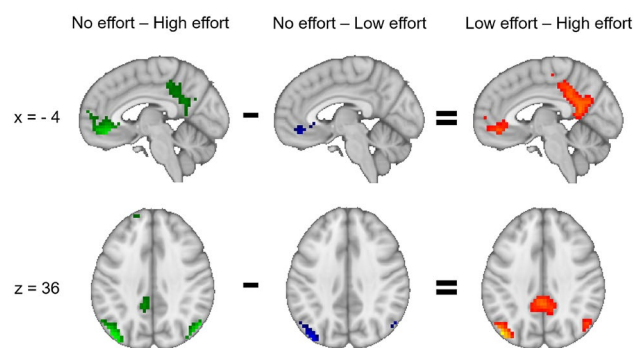 No effort – High effort
No effort – Low effort
Low effort – High effort
x = - 4
- =
z = 36
- =